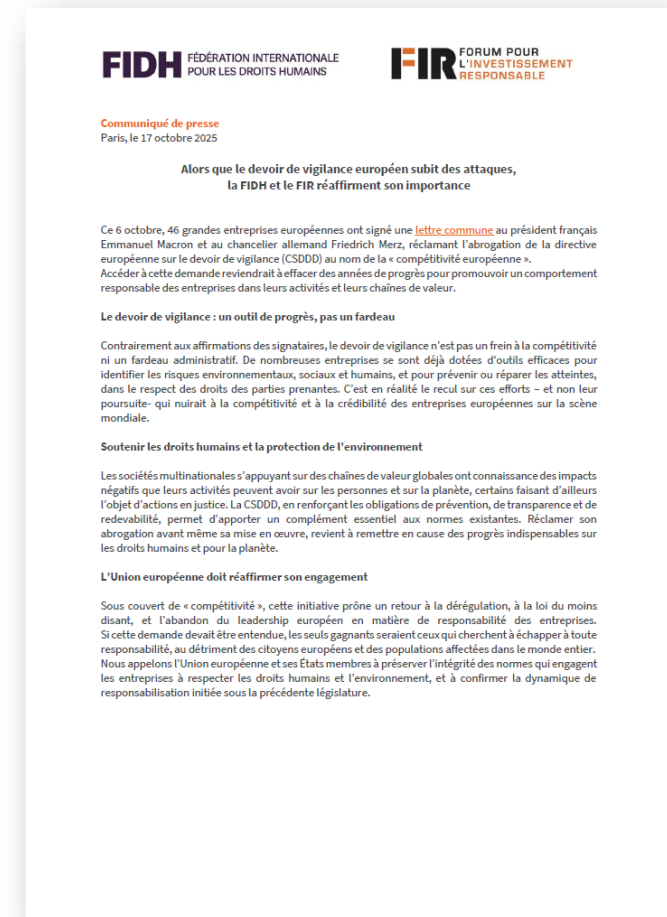 FIDH FÉDÉRATION INTERNATIONALE
POUR LES DROITS HUMAINS
FIR FORUM POUR
L'INVESTISSEMENT
RESPONSABLE
Communiqué de presse
Paris, le 17 octobre 2025
Alors que le devoir de vigilance européen subit des attaques,
la FIDH et le FIR réaffirment son importance
Ce 6 octobre, 46 grandes entreprises européennes ont signé une lettre commune au président français
Emmanuel Macron et au chancelier allemand Friedrich Merz, réclamant l'abrogation de la directive
européenne sur le devoir de vigilance (CSDDD) au nom de la « compétitivité européenne ».
Accéder à cette demande reviendrait à effacer des années de progrès pour promouvoir un comportement
responsable des entreprises dans leurs activités et leurs chaînes de valeur.
Le devoir de vigilance : un outil de progrès, pas un fardeau
Contrairement aux affirmations des signataires, le devoir de vigilance n'est pas un frein à la compétitivité
ni un fardeau administratif. De nombreuses entreprises se sont déjà dotées d'outils efficaces pour
identifier les risques environnementaux, sociaux et humains, et pour prévenir ou réparer les atteintes,
dans le respect des droits des parties prenantes. C'est en réalité le recul sur ces efforts – et non leur
poursuite- qui nuirait à la compétitivité et à la crédibilité des entreprises européennes sur la scène
mondiale.
Soutenir les droits humains et la protection de l'environnement
Les sociétés multinationales s'appuyant sur des chaînes de valeur globales ont connaissance des impacts
négatifs que leurs activités peuvent avoir sur les personnes et sur la planète, certains faisant d'ailleurs
l'objet d'actions en justice. La CSDDD, en renforçant les obligations de prévention, de transparence et de
redevabilité, permet d'apporter un complément essentiel aux normes existantes. Réclamer son
abrogation avant même sa mise en œuvre, revient à remettre en cause des progrès indispensables sur
les droits humains et pour la planète.
L'Union européenne doit réaffirmer son engagement
Sous couvert de « compétitivité », cette initiative prône un retour à la dérégulation, à la loi du moins
disant, et l'abandon du leadership européen en matière de responsabilité des entreprises.
Si cette demande devait être entendue, les seuls gagnants seraient ceux qui cherchent à échapper à toute
responsabilité, au détriment des citoyens européens et des populations affectées dans le monde entier.
Nous appelons l'Union européenne et ses États membres à préserver l'intégrité des normes qui engagent
les entreprises à respecter les droits humains et l'environnement, et à confirmer la dynamique de
responsabilisation initiée sous la précédente législature.